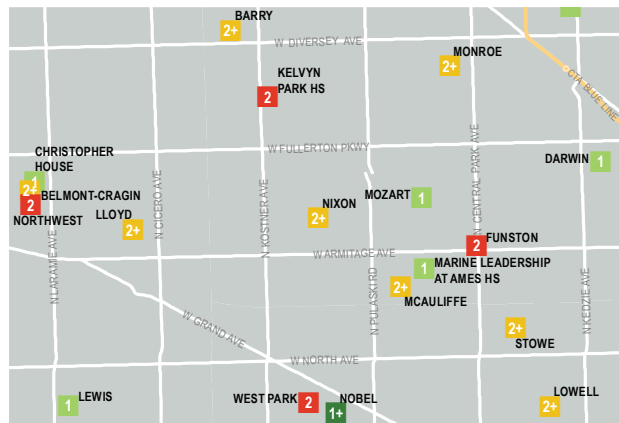 BARRY
2+
W DIVERSEY AVE
MONROE
2+
KELVYN
PARK HS
2
CTA BLUE LINE
W FULLERTON PKWY
CHRISTOPHER
HOUSE
1
2+
BELMONT-CRAGIN
2
NORTHWEST
LLOYD
2+
N CICERO AVE
N LARAMIE AVE
N KOSTNER AVE
NIXON
2+
MOZART
1
N CENTRAL PARK AVE
DARWIN
1
FUNSTON
2
W ARMITAGE AVE
MARINE LEADERSHIP
AT AMES HS
1
2+
MCAULIFFE
N PULASKI RD
N KEDZIE AVE
2+
STOWE
W GRAND AVE
W NORTH AVE
1
LEWIS
WEST PARK
2
NOBEL
1+
LOWELL
2+